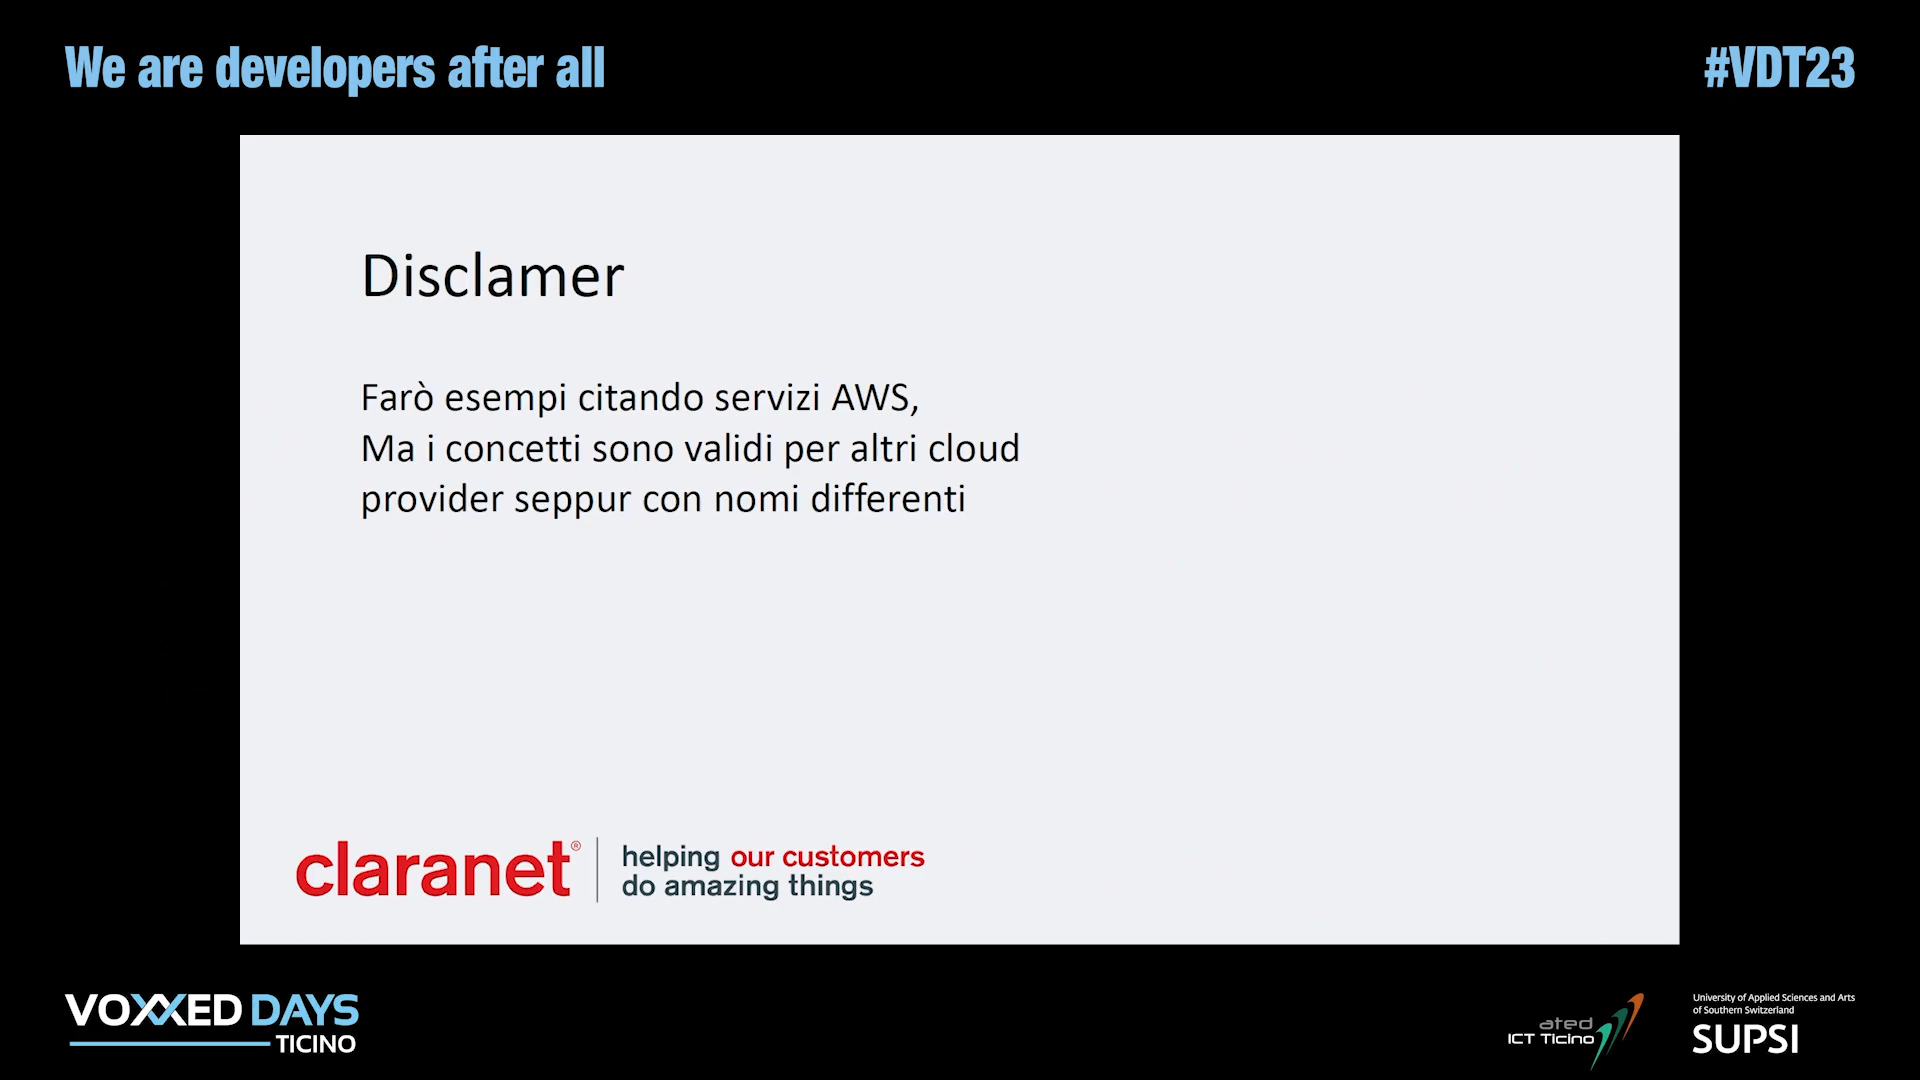 We are developers after all
#VDT23
Disclamer
Farò esempi citando servizi AWS,
Ma i concetti sono validi per altri cloud
provider seppur con nomi differenti
claranet®
helping our customers
do amazing things
VOXXED DAYS
TICINO
ated
ICT Ticino
University of Applied Sciences and Arts
of Southern Switzerland
SUPSI